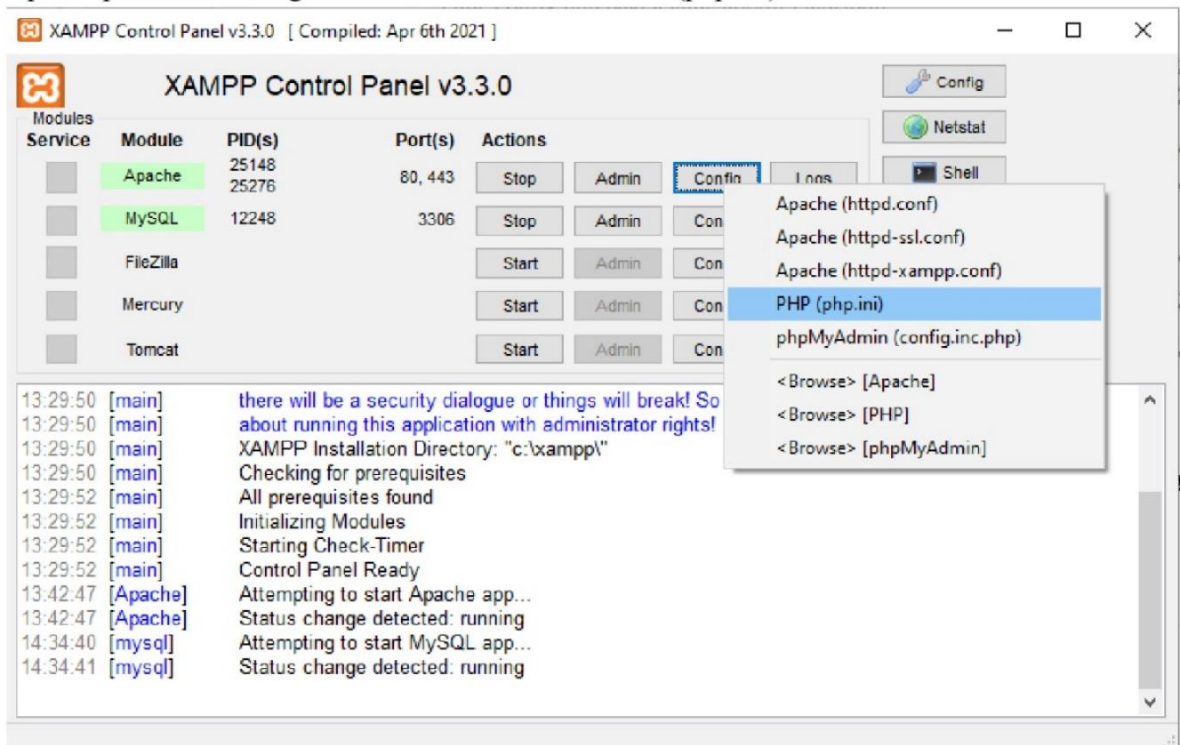 XAMPP Control Panel v3.3.0 [ Compiled: Apr 6th 2021 ]
XAMPP Control Panel v3.3.0
Config
Modules
Netstat
Service Module PID(s) Port(s) Actions
Shell
Apache 25148 25276 80, 443 Stop Admin Config Logs
MySQL 12248 3306 Stop Admin Con
FileZilla Start Admin Con
Mercury Start Admin Con
Tomcat Start Admin Con
Apache (httpd.conf)
Apache (httpd-ssl.conf)
Apache (httpd-xampp.conf)
PHP (php.ini)
phpMyAdmin (config.inc.php)
<Browse> [Apache]
<Browse> [PHP]
<Browse> [phpMyAdmin]
13:29:50 [main] there will be a security dialogue or things will break! So
13:29:50 [main] about running this application with administrator rights!
13:29:50 [main] XAMPP Installation Directory: "c:\xampp\"
13:29:50 [main] Checking for prerequisites
13:29:52 [main] All prerequisites found
13:29:52 [main] Initializing Modules
13:29:52 [main] Starting Check-Timer
13:29:52 [main] Control Panel Ready
13:42:47 [Apache] Attempting to start Apache app...
13:42:47 [Apache] Status change detected: running
14:34:40 [mysql] Attempting to start MySQL app...
14:34:41 [mysql] Status change detected: running